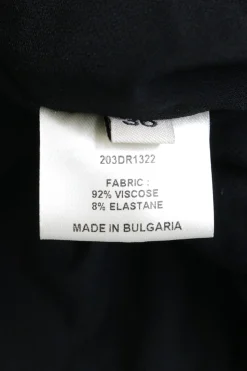 203DR1322
FABRIC :
92% VISCOSE
8% ELASTANE
MADE IN BULGARIA